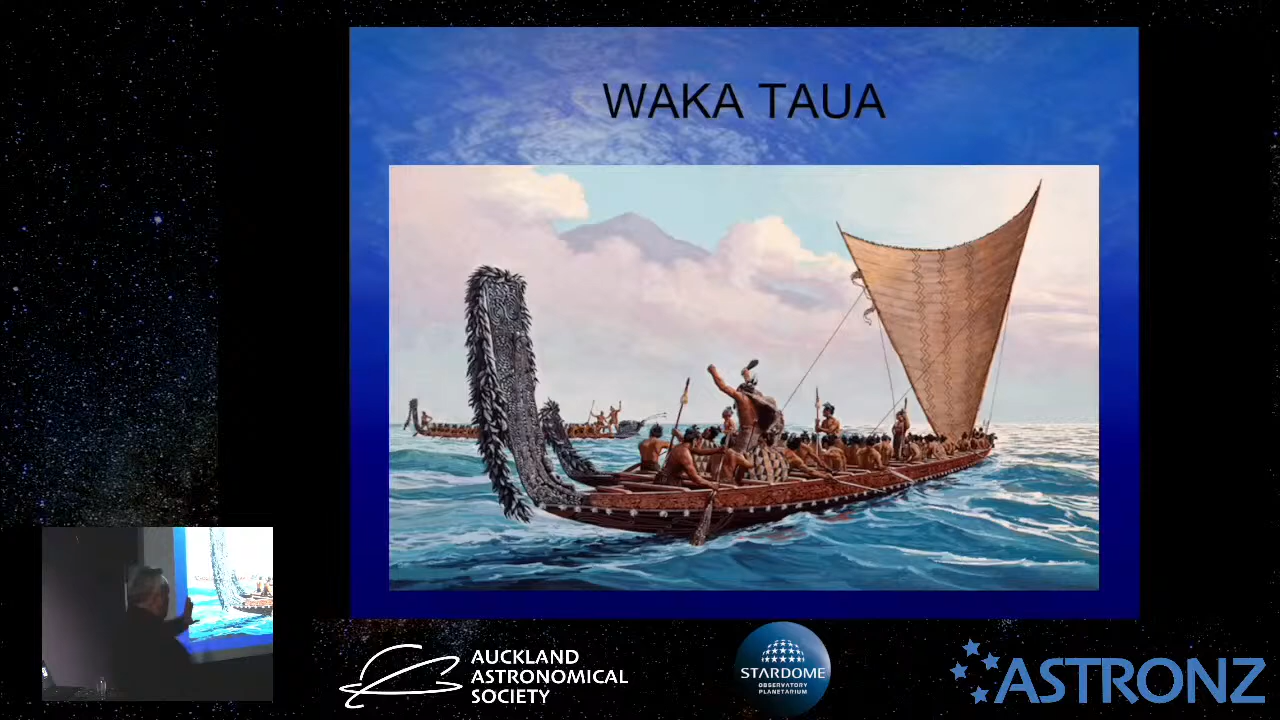 WAKA TAUA
AUCKLAND
ASTRONOMICAL
SOCIETY
STARDOME
OBSERVATORY
PLANETARIUM
ASTRONZ